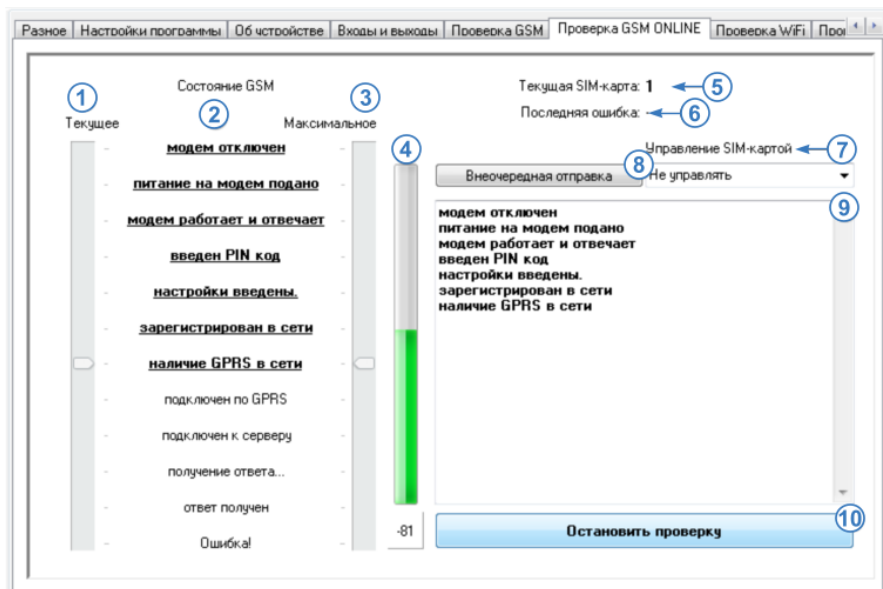 Разное Настройки программы Об устройстве Входы и выходы Проверка GSM Проверка GSM ONLINE Проверка WiFi
Состояние GSM
1 2 3
Текущее Максимальное
модем отключен
питание на модем подано
модем работает и отвечает
введен PIN код
настройки введены.
зарегистрирован в сети
наличие GPRS в сети
подключен по GPRS
подключен к серверу
получение ответа...
ответ получен
Ошибка!
4
-81
Текущая SIM-карта: 1 5
Последняя ошибка: - 6
Управление SIM-картой 7
Внеочередная отправка 8 Не управлять
9
модем отключен
питание на модем подано
модем работает и отвечает
введен PIN код
настройки введены.
зарегистрирован в сети
наличие GPRS в сети
Остановить проверку 10